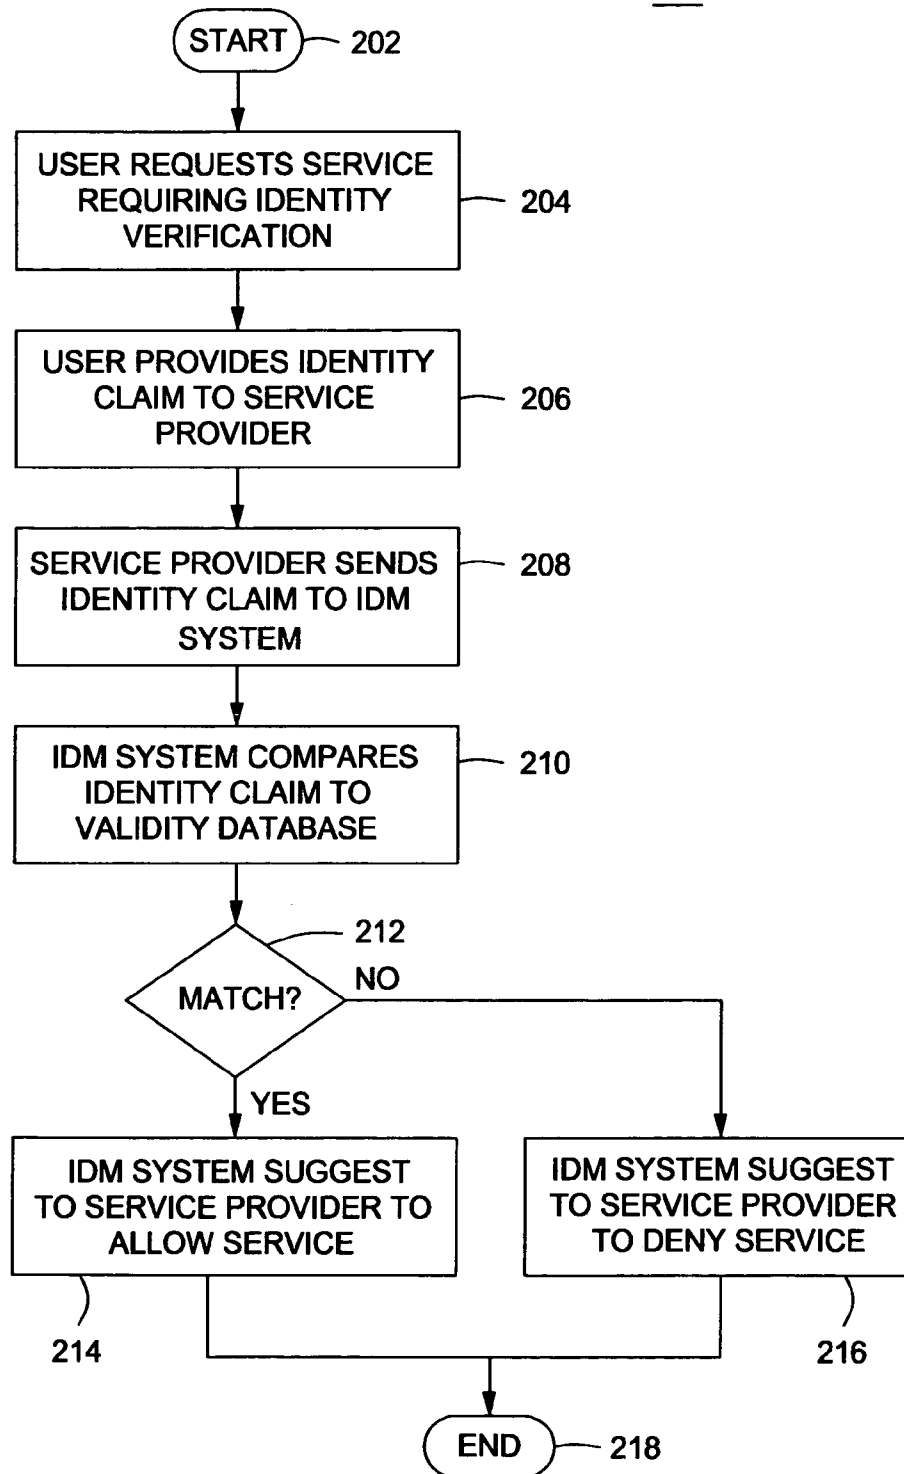 START
202
USER REQUESTS SERVICE
REQUIRING IDENTITY
VERIFICATION
204
USER PROVIDES IDENTITY
CLAIM TO SERVICE
PROVIDER
206
SERVICE PROVIDER SENDS
IDENTITY CLAIM TO IDM
SYSTEM
208
IDM SYSTEM COMPARES
IDENTITY CLAIM TO
VALIDITY DATABASE
210
212
MATCH?
NO
YES
IDM SYSTEM SUGGEST
TO SERVICE PROVIDER TO
ALLOW SERVICE
214
IDM SYSTEM SUGGEST
TO SERVICE PROVIDER
TO DENY SERVICE
216
END
218